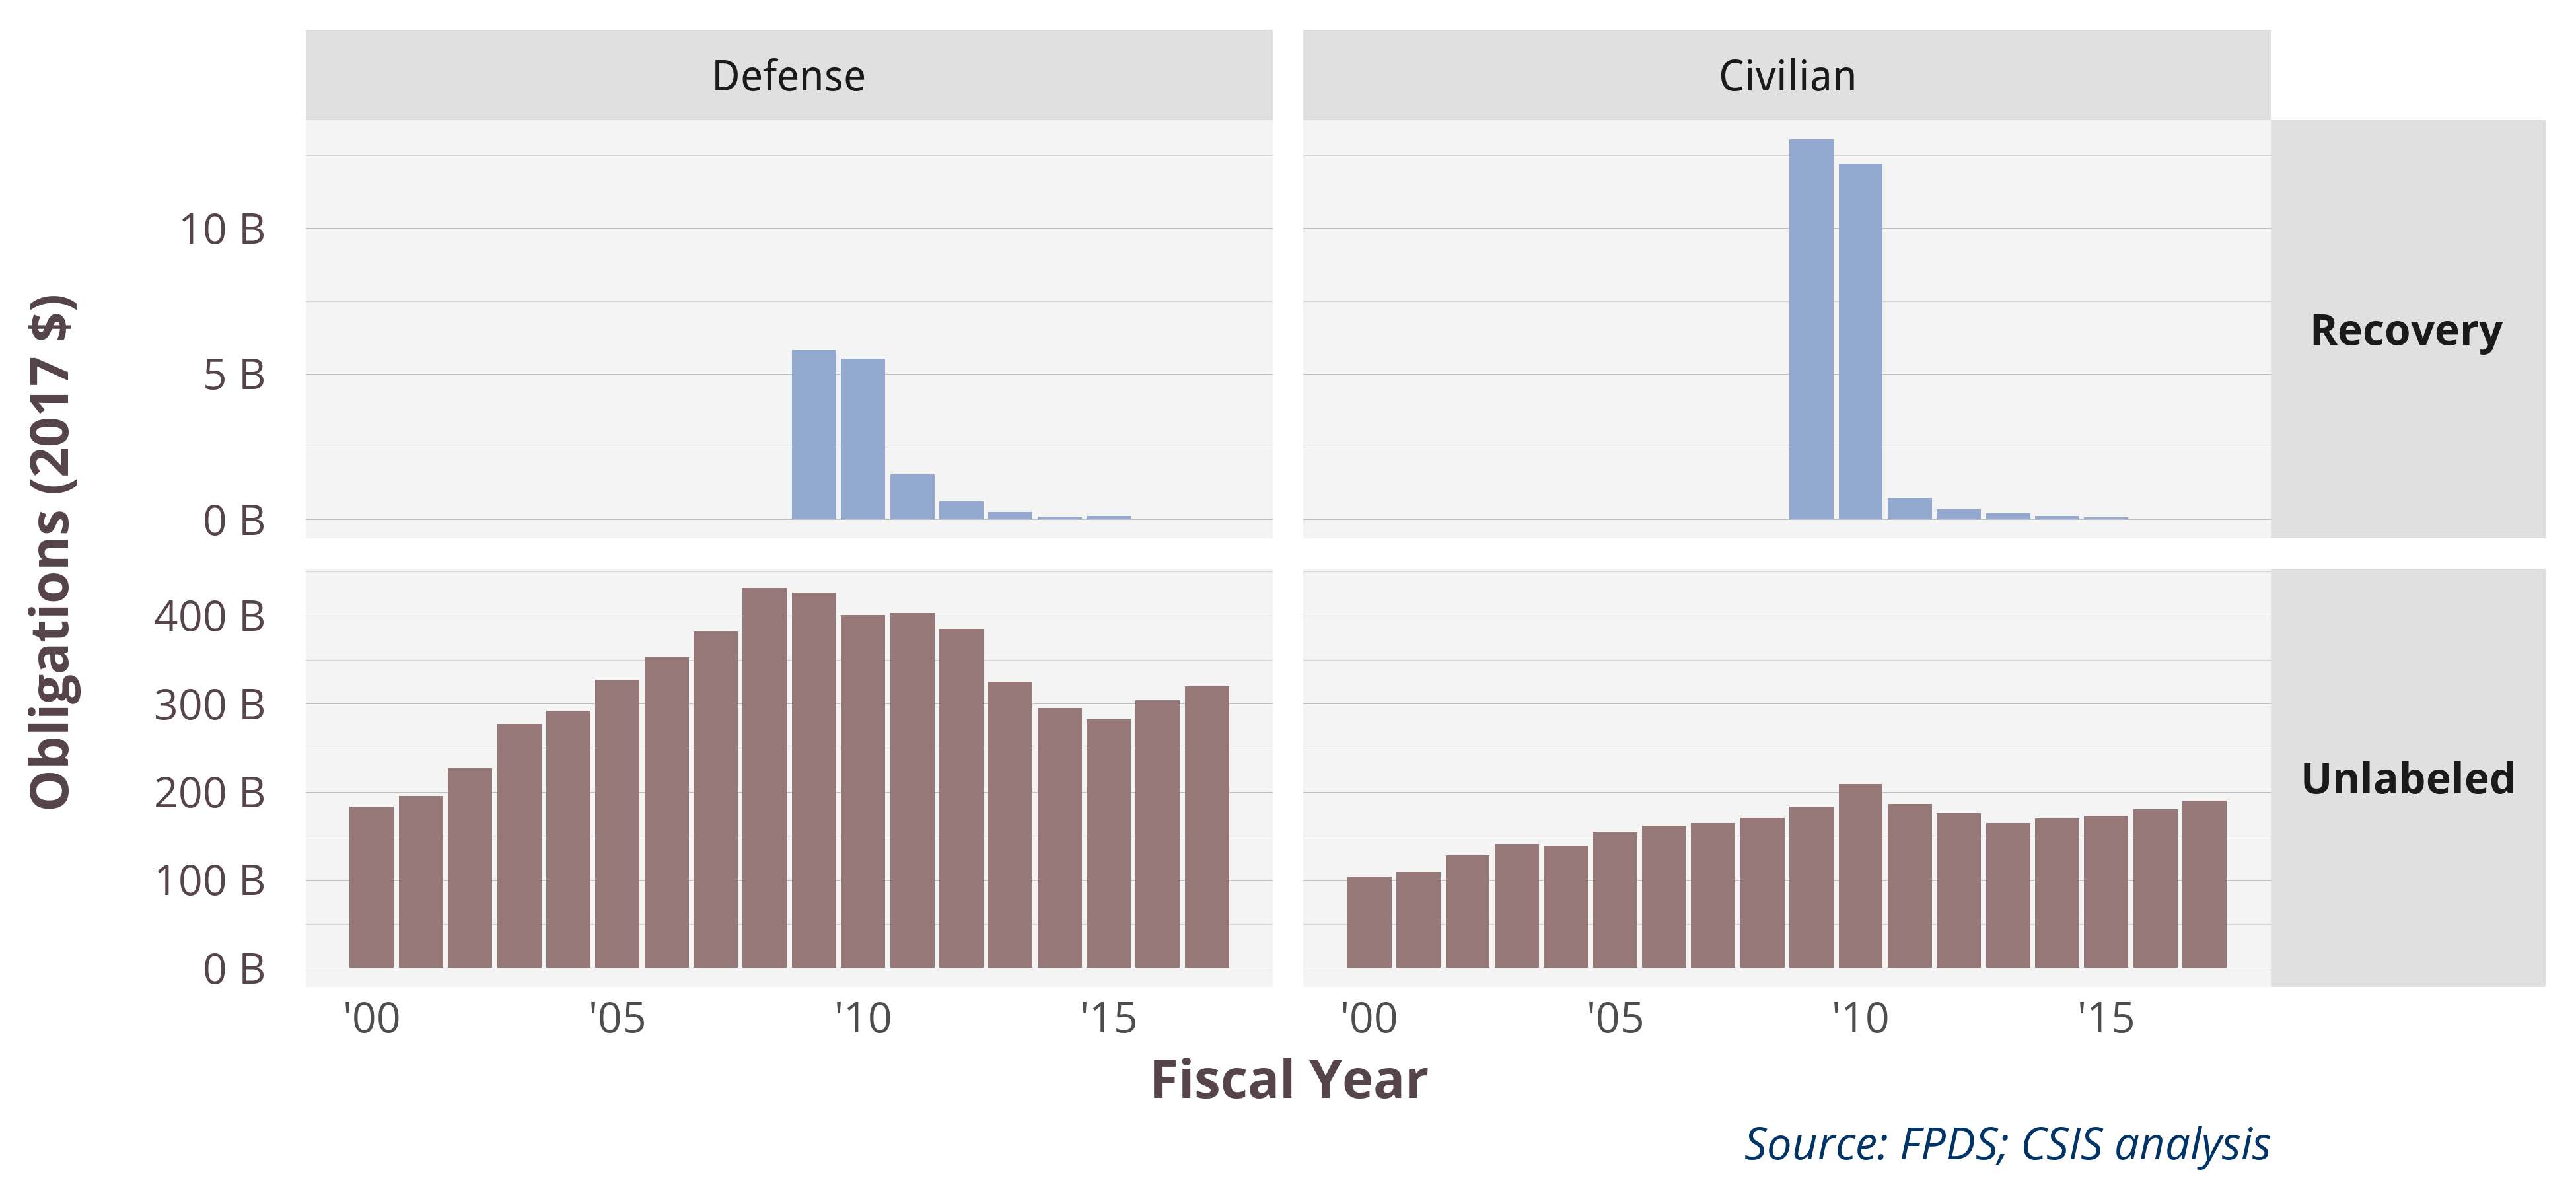 Defense
Civilian
Obligations (2017 $)
10 B
5 B
0 B
Recovery
400 B
300 B
200 B
100 B
0 B
Unlabeled
'00 '05 '10 '15
'00 '05 '10 '15
Fiscal Year
Source: FPDS; CSIS analysis